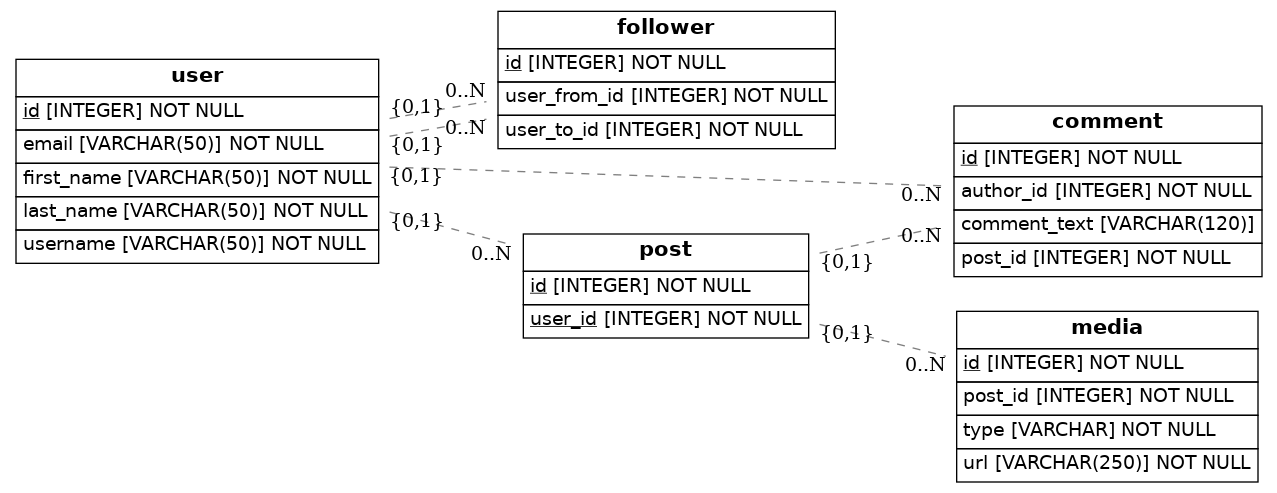 user
id [INTEGER] NOT NULL
email [VARCHAR(50)] NOT NULL
first_name [VARCHAR(50)] NOT NULL
last_name [VARCHAR(50)] NOT NULL
username [VARCHAR(50)] NOT NULL
follower
id [INTEGER] NOT NULL
user_from_id [INTEGER] NOT NULL
user_to_id [INTEGER] NOT NULL
0..N
{0,1}
0..N
{0,1}
{0,1}
0..N
{0,1}
0..N
post
id [INTEGER] NOT NULL
user_id [INTEGER] NOT NULL
0..N
{0,1}
{0,1}
0..N
comment
id [INTEGER] NOT NULL
author_id [INTEGER] NOT NULL
comment_text [VARCHAR(120)]
post_id [INTEGER] NOT NULL
media
id [INTEGER] NOT NULL
post_id [INTEGER] NOT NULL
type [VARCHAR] NOT NULL
url [VARCHAR(250)] NOT NULL